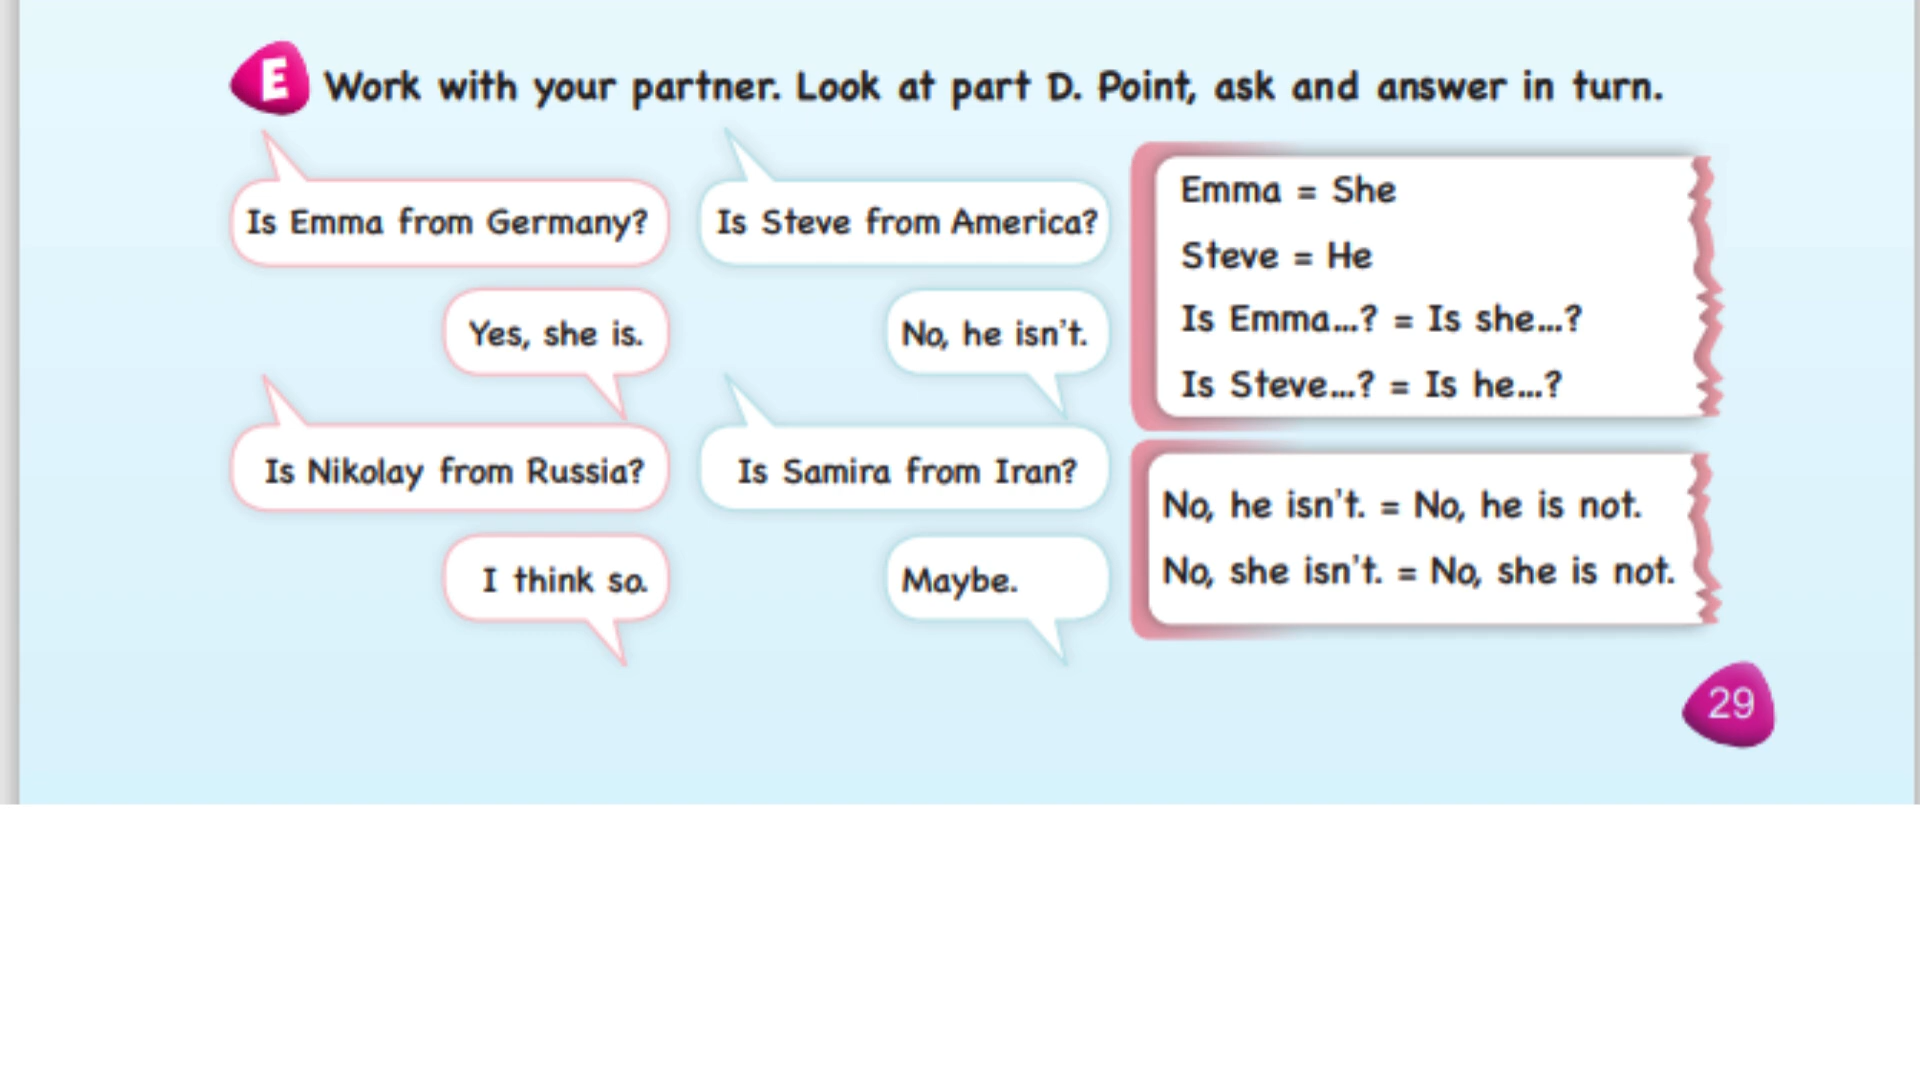 E Work with your partner. Look at part D. Point, ask and answer in turn.
Is Emma from Germany?
Yes, she is.
Is Steve from America?
No, he isn't.
Is Nikolay from Russia?
I think so.
Is Samira from Iran?
Maybe.
Emma = She
Steve = He
Is Emma...? = Is she...?
Is Steve...? = Is he...?
No, he isn't. = No, he is not.
No, she isn't. = No, she is not.
29